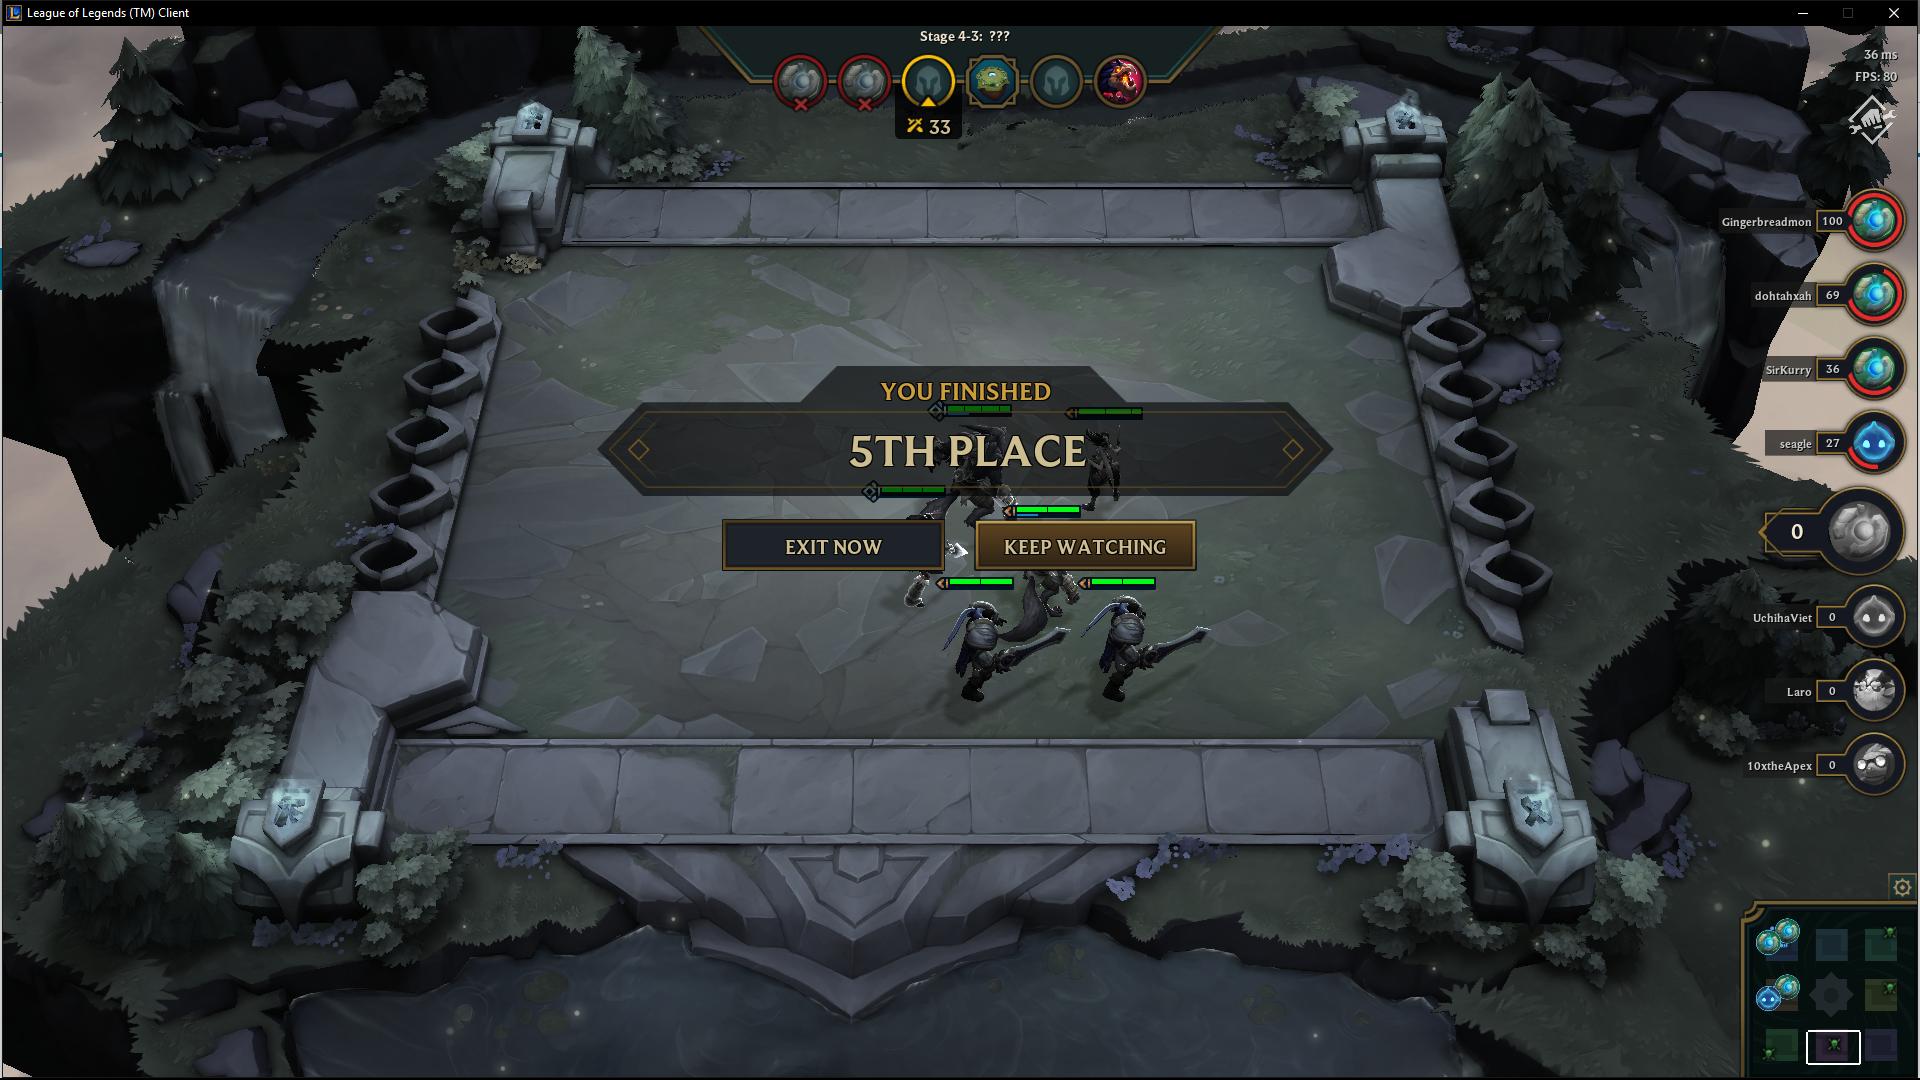 League of Legends (TM) Client
Stage 4-3: ???
33
36 ms
FPS: 80
Gingerbreadmon 100
dohtahxah 69
SirKurry 36
YOU FINISHED
5TH PLACE
seagle 27
EXIT NOW
KEEP WATCHING
0
UchihaViet 0
Laro 0
10xtheApex 0